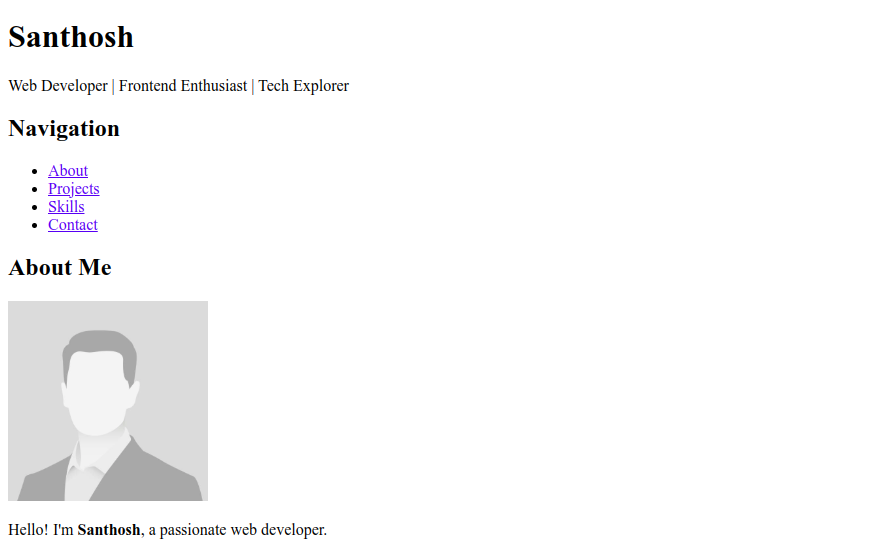 Santhosh
Web Developer | Frontend Enthusiast | Tech Explorer
Navigation
About
Projects
Skills
Contact
About Me
Hello! I'm Santhosh, a passionate web developer.